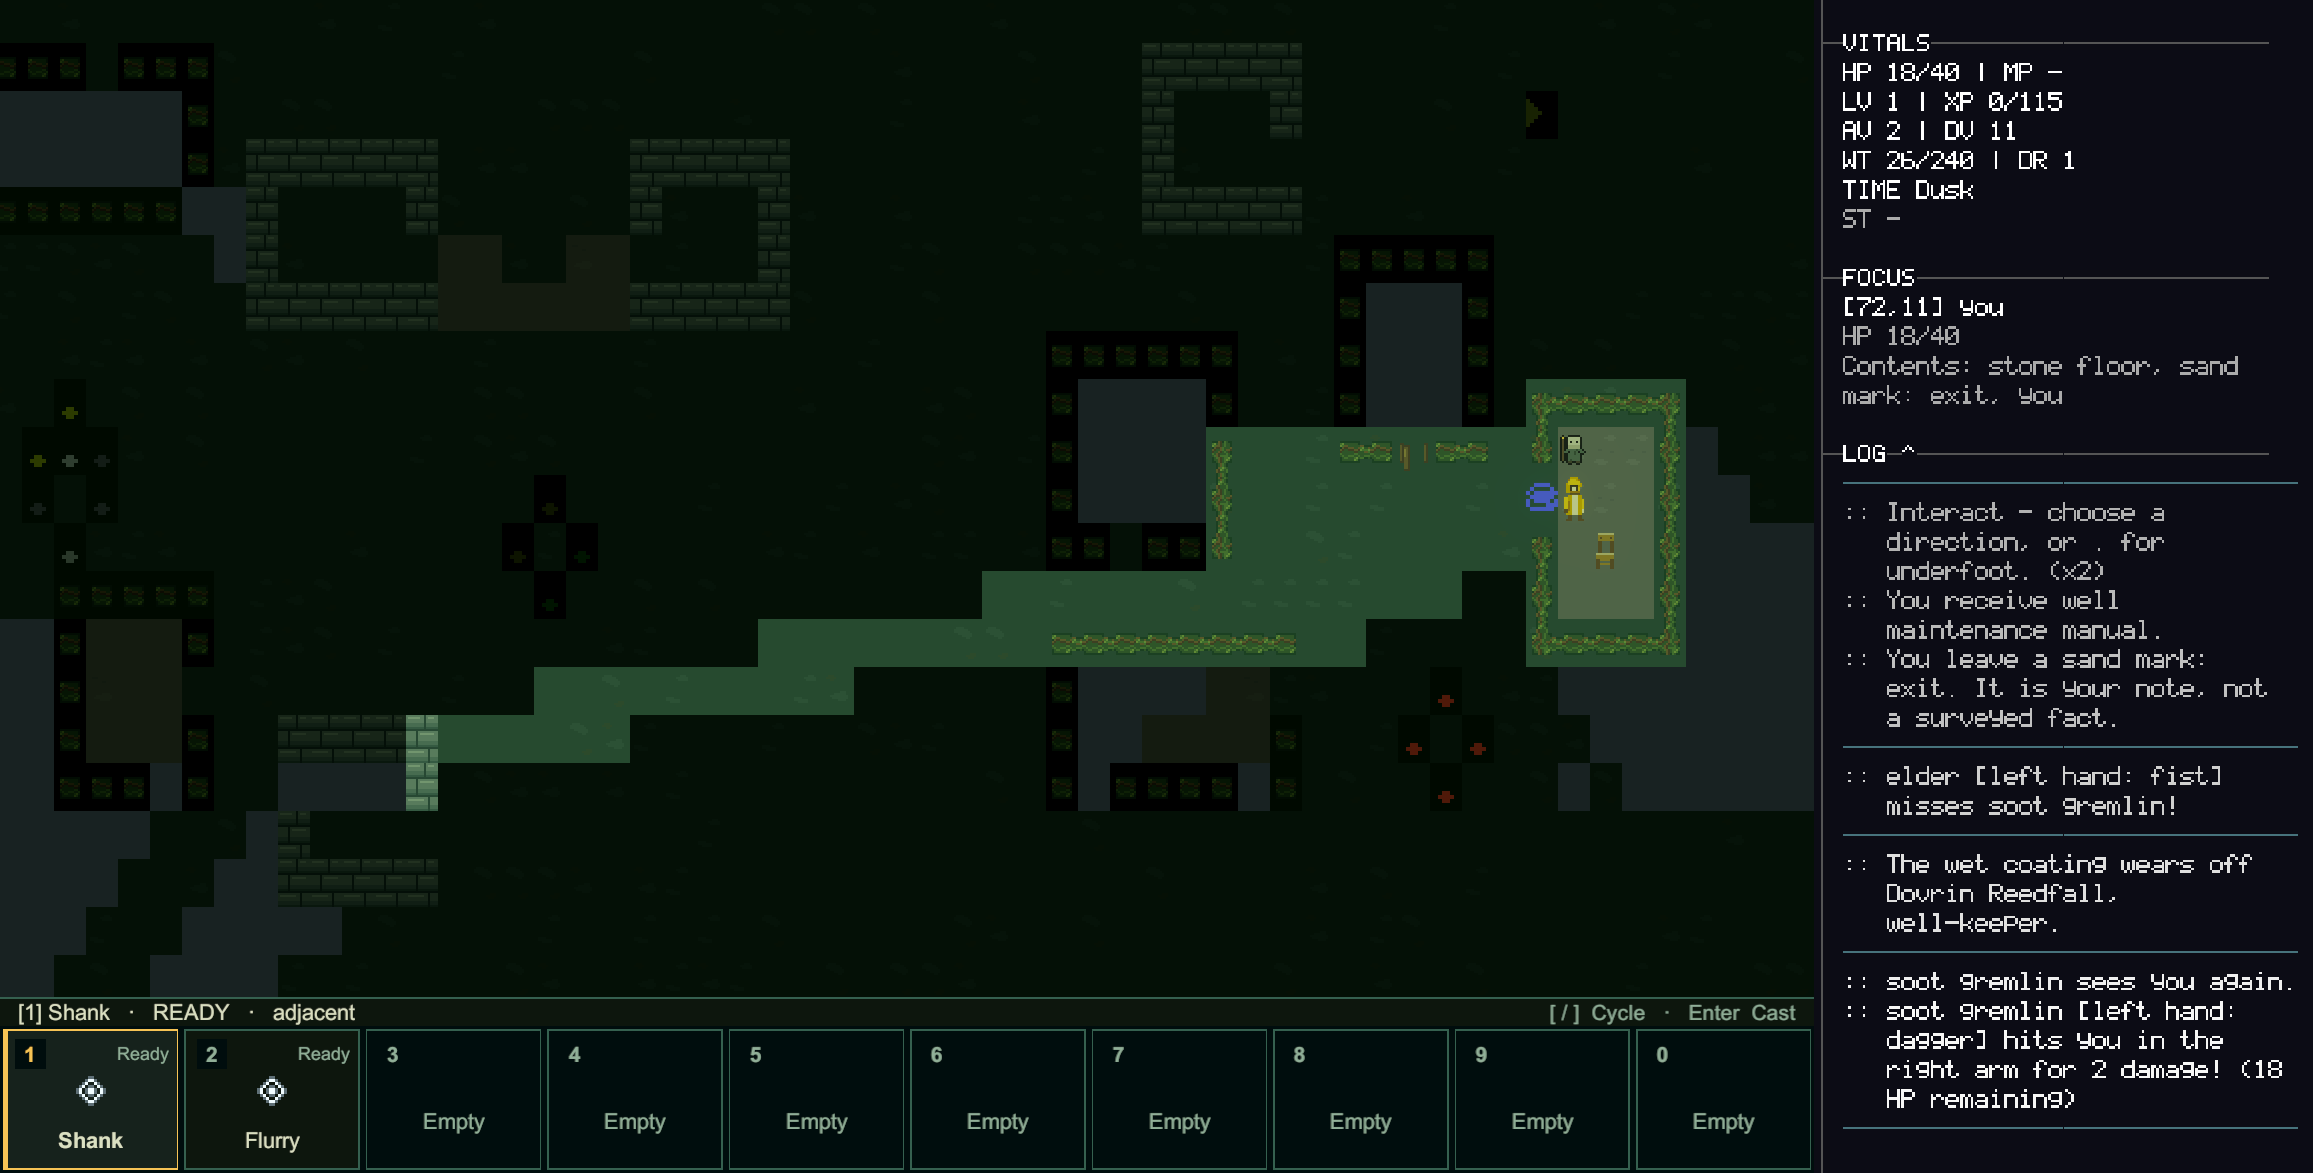 VITALS
HP 18/40 | MP -
LV 1 | XP 0/115
AV 2 | DV 11
WT 26/240 | DR 1
TIME Dusk
ST -
FOCUS
[72,11] You
HP 18/40
Contents: stone floor, sand
mark: exit, You
LOG ^
:: Interact - choose a
direction, or . for
underfoot. (x2)
:: You receive well
maintenance manual.
:: You leave a sand mark:
exit. It is your note, not
a surveyed fact.
:: elder [left hand: fist]
misses soot gremlin!
:: The wet coating wears off
Dovrin Reedfall,
well-keeper.
:: soot gremlin sees you again.
:: soot gremlin [left hand:
dagger] hits you in the
right arm for 2 damage! (18
HP remaining)
[1] Shank · READY · adjacent
[ / ] Cycle · Enter Cast
1 Ready
Shank
2 Ready
Flurry
3
Empty
4
Empty
5
Empty
6
Empty
7
Empty
8
Empty
9
Empty
0
Empty